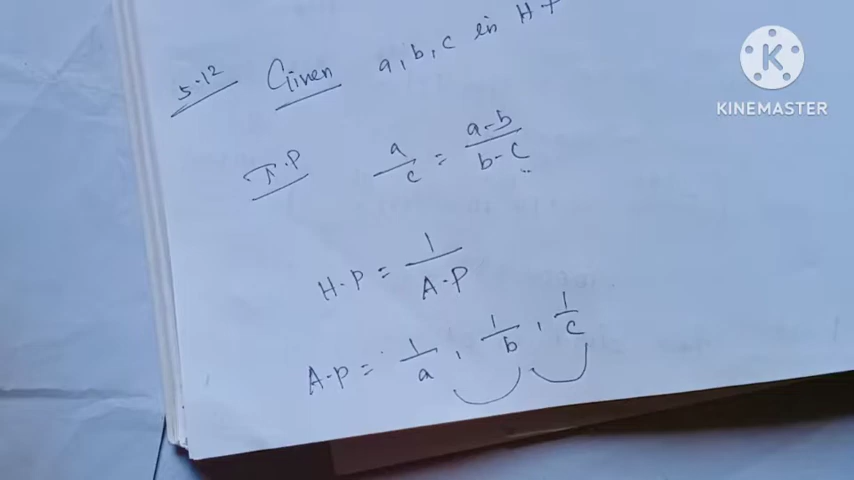 5.12 Given a, b, c in H.P
T.P a/c = a-b/b-c
H.P = 1/A.P
A.P = 1/a, 1/b, 1/c
K
KINEMASTER